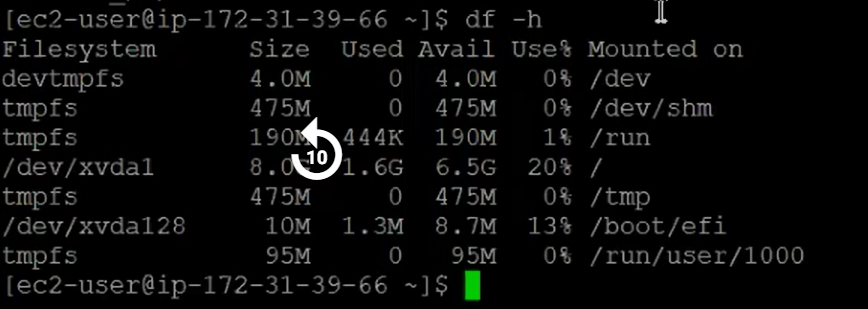 [ec2-user@ip-172-31-39-66 ~]$ df -h
Filesystem      Size  Used Avail Use% Mounted on
devtmpfs        4.0M     0  4.0M   0% /dev
tmpfs           475M     0  475M   0% /dev/shm
tmpfs           190M  444K  190M   1% /run
/dev/xvda1      8.0G  1.6G  6.5G  20% /
tmpfs           475M     0  475M   0% /tmp
/dev/xvda128     10M  1.3M  8.7M  13% /boot/efi
tmpfs            95M     0   95M   0% /run/user/1000
[ec2-user@ip-172-31-39-66 ~]$
10